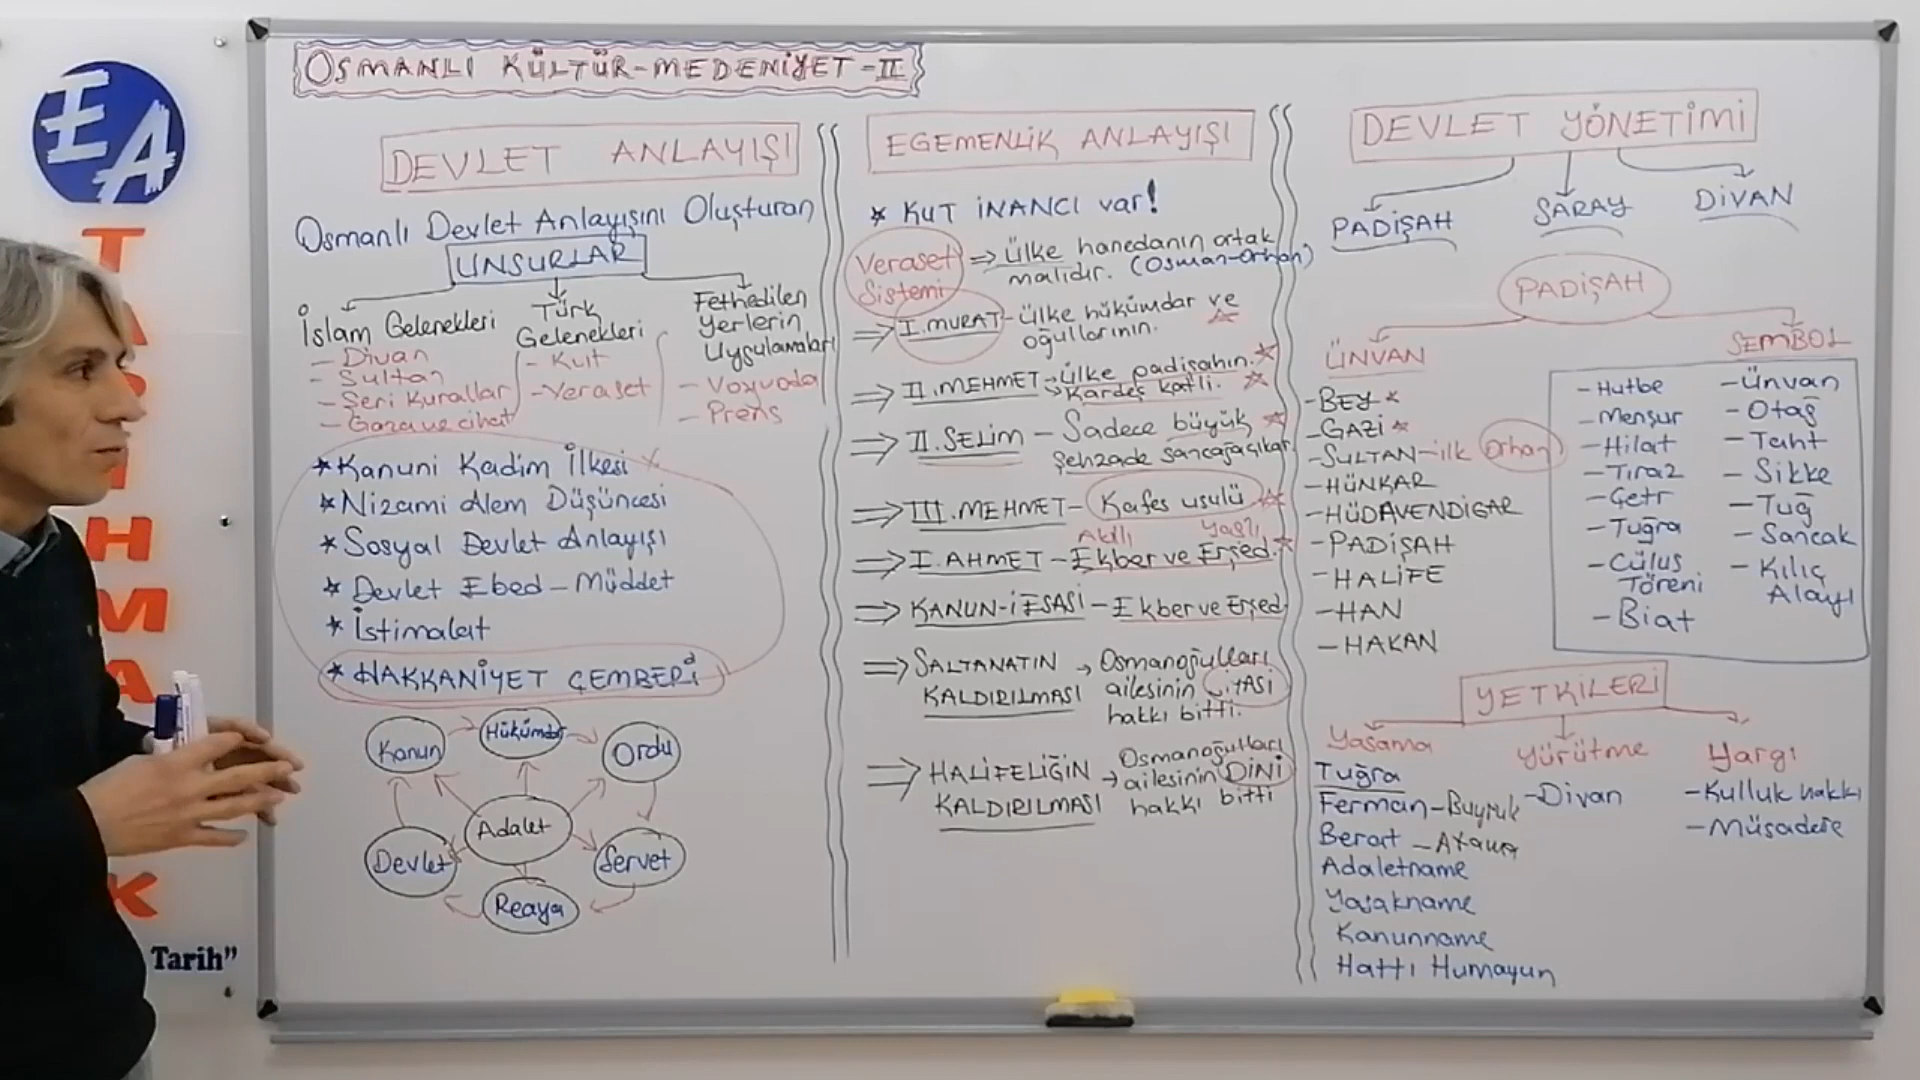 EA
TARİHMATİK
Tarih"
OSMANLI KÜLTÜR-MEDENİYET-II
DEVLET ANLAYIŞI
Osmanlı Devlet Anlayışını Oluşturan
UNSURLAR
İslam Gelenekleri
- Divan
- Sultan
- Şeri Kurallar
- Gaza ve cihat
Türk
Gelenekleri
- Kut
- Veraset
Fethedilen
Yerlerin
Uygulamaları
- Voyvoda
- Prens
* Kanuni Kadim İlkesi
* Nizami Alem Düşüncesi
* Sosyal Devlet Anlayışı
* Devlet Ebed-Müddet
* İstimalat
* HAKKANİYET ÇEMBERİ
Kanun
Hükümdar
Ordu
Adalet
Devlet
Servet
Reaya
EGEMENLİK ANLAYIŞI
* KUT İNANCI var!
Veraset
Sistemi
⇒ Ülke hanedanın ortak
malıdır. (Osman-Orhan)
⇒ I.MURAT - Ülke hükümdar ve
oğullarının.
⇒ II.MEHMET - Ülke padişahın.
→ Kardeş katli.
⇒ II.SELİM - Sadece büyük
şehzade sancağa çıkar
⇒ III.MEHMET - Kafes usulü
Akıllı Yaşlı
⇒ I.AHMET - Ekber ve Erşed.
⇒ KANUN-İ ESASİ - Ekber ve Erşed
⇒ SALTANATIN → Osmanoğulları
KALDIRILMASI ailesinin SİYASİ
hakkı bitti.
⇒ HALİFELİĞİN → Osmanoğulları
KALDIRILMASI ailesinin DİNİ
hakkı bitti
DEVLET YÖNETİMİ
PADİŞAH
SARAY
DİVAN
PADİŞAH
ÜNVAN
- BEY *
- GAZİ *
- SULTAN - ilk Orhan
- HÜNKAR
- HÜDAVENDİGAR
- PADİŞAH
- HALİFE
- HAN
- HAKAN
SEMBOL
- Hutbe
- Menşur
- Hilat
- Tıraz
- Çetr
- Tuğra
- Cülus
Töreni
- Biat
- Ünvan
- Otağ
- Taht
- Sikke
- Tuğ
- Sancak
- Kılıç
Alayı
YETKİLERİ
Yasama
Tuğra
Ferman - Buyruk
Berat - Atama
Adaletname
Yasakname
Kanunname
Hattı Humayun
Yürütme
- Divan
Yargı
- Kulluk hakkı
- Müsadere